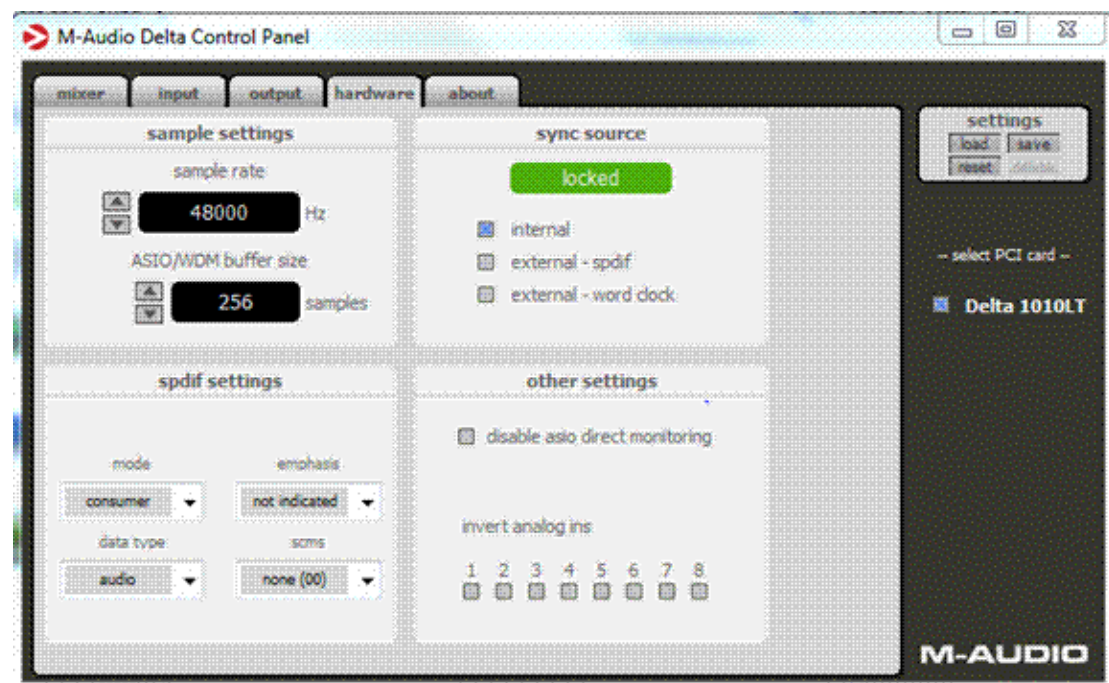 M-Audio Delta Control Panel
mixer input output hardware about
sample settings
sample rate
48000 Hz
ASIO/WDM buffer size
256 samples
sync source
locked
internal
external - spdif
external - word clock
spdif settings
mode
consumer
emphasis
not indicated
data type
audio
scms
none (00)
other settings
disable asio direct monitoring
invert analog ins
1 2 3 4 5 6 7 8
settings
load save
reset
-- select PCI card --
Delta 1010LT
M-AUDIO